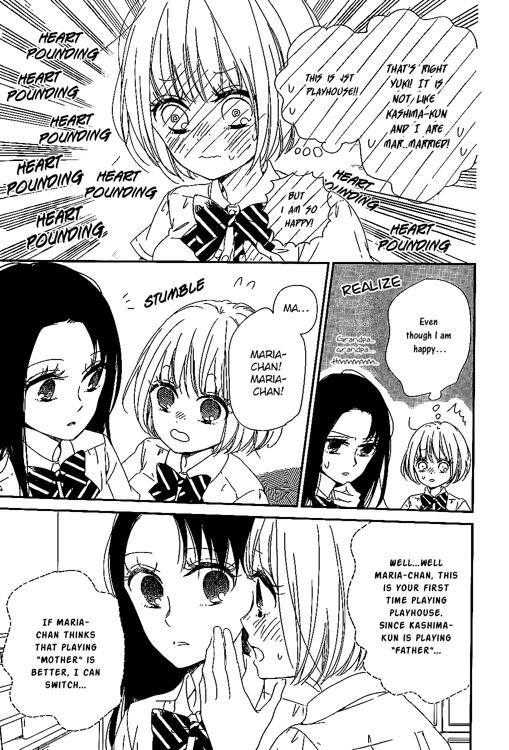 HEART
POUNDING
HEART
POUNDING
HEART
POUNDING
HEART
POUNDING
HEART
POUNDING
HEART
POUNDING
THAT'S RIGHT
YUKI! IT IS
NOT LIKE
KASHIMA-KUN
AND I ARE
MAR..MARRIED!
THIS IS JST
PLAYHOUSE!!
HEART
POUNDING
BUT
I AM SO
HAPPY!
HEART
POUNDING
REALIZE
Even
though I am
happy...
Grandpa...
grandpa...
STUMBLE
MA...
MARIA-
CHAN!
MARIA-
CHAN!
WELL...WELL
MARIA-CHAN, THIS
IS YOUR FIRST
TIME PLAYING
PLAYHOUSE.
SINCE KASHIMA-
KUN IS PLAYING
"FATHER"...
IF MARIA-
CHAN THINKS
THAT PLAYING
"MOTHER" IS
BETTER, I CAN
SWITCH...